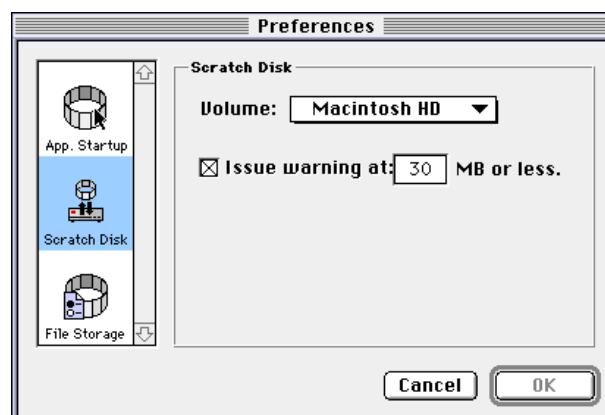 Preferences
App. Startup
Scratch Disk
File Storage
Scratch Disk
Volume: Macintosh HD
Issue warning at: 30 MB or less.
Cancel OK